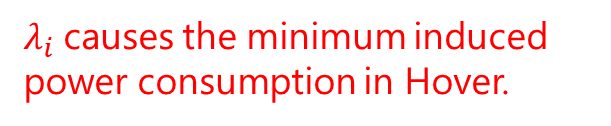 λᵢ causes the minimum induced
power consumption in Hover.